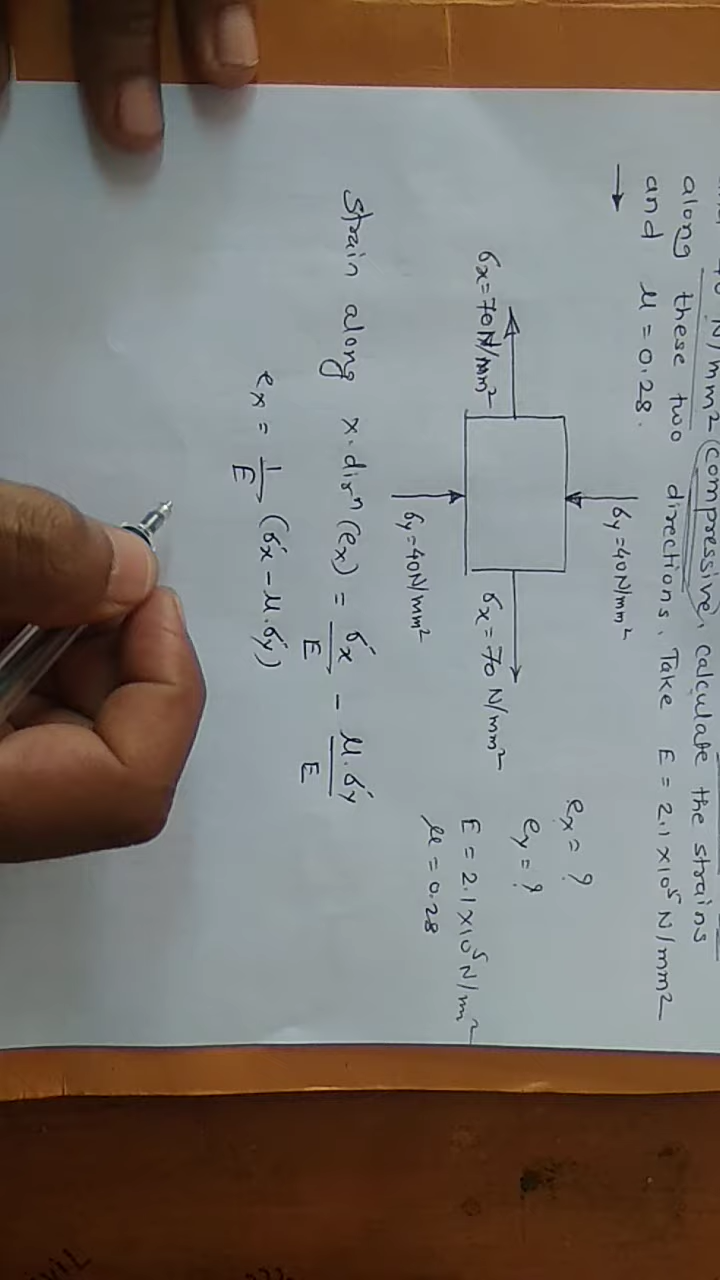 70 N/mm2 (compressive), calculate the strains
along these two directions. Take E = 2.1 x 10⁵ N/mm2
and μ = 0.28.
σy = 40 N/mm²
σx = 70 N/mm²
σx = 70 N/mm²
σy = 40 N/mm²
ex = ?
ey = ?
E = 2.1 x 10⁵ N/m²
μ = 0.28
Strain along x.dirⁿ (ex) = σx/E - μ.σy/E
ex = 1/E (σx - μ.σy)